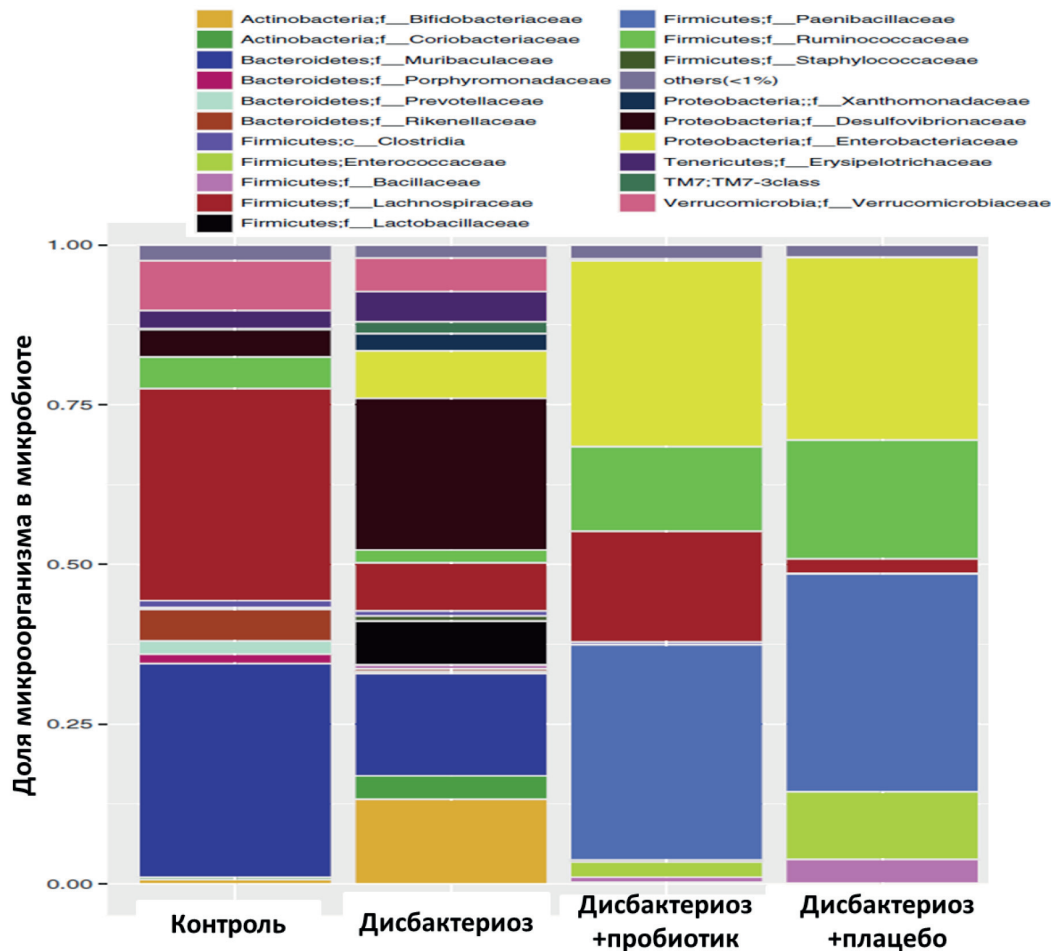 Actinobacteria;f__Bifidobacteriaceae
Actinobacteria;f__Coriobacteriaceae
Bacteroidetes;f__Muribaculaceae
Bacteroidetes;f__Porphyromonadaceae
Bacteroidetes;f__Prevotellaceae
Bacteroidetes;f__Rikenellaceae
Firmicutes;c__Clostridia
Firmicutes;Enterococcaceae
Firmicutes;f__Bacillaceae
Firmicutes;f__Lachnospiraceae
Firmicutes;f__Lactobacillaceae
Firmicutes;f__Paenibacillaceae
Firmicutes;f__Ruminococcaceae
Firmicutes;f__Staphylococcaceae
others(<1%)
Proteobacteria;;f__Xanthomonadaceae
Proteobacteria;f__Desulfovibrionaceae
Proteobacteria;f__Enterobacteriaceae
Tenericutes;f__Erysipelotrichaceae
TM7;TM7-3class
Verrucomicrobia;f__Verrucomicrobiaceae
Доля микроорганизма в микробиоте
1.00
0.75
0.50
0.25
0.00
Контроль
Дисбактериоз
Дисбактериоз
+пробиотик
Дисбактериоз
+плацебо